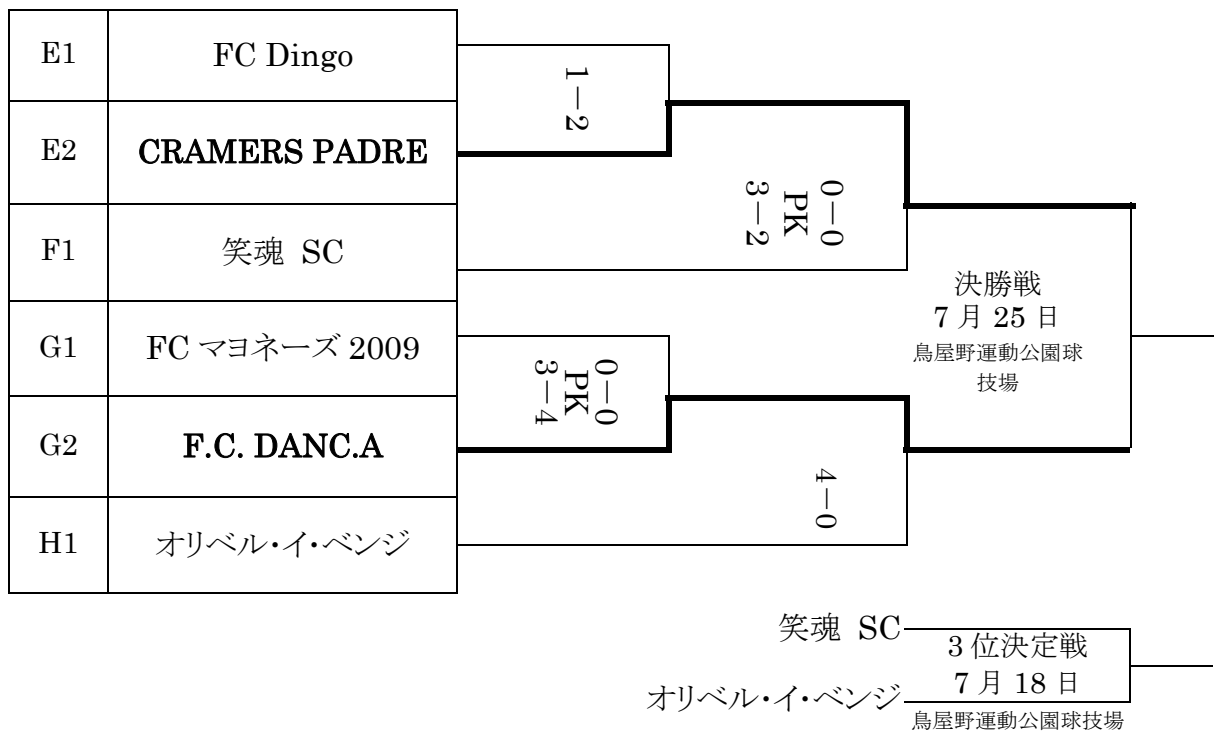 E1 FC Dingo
E2 CRAMERS PADRE
F1 笑魂 SC
G1 FC マヨネーズ 2009
G2 F.C. DANC.A
H1 オリベル・イ・ベンジ
1－2
0－0
PK
3－2
0－0
PK
3－4
4－0
決勝戦
7 月 25 日
鳥屋野運動公園球
技場
笑魂 SC
オリベル・イ・ベンジ
3 位決定戦
7 月 18 日
鳥屋野運動公園球技場